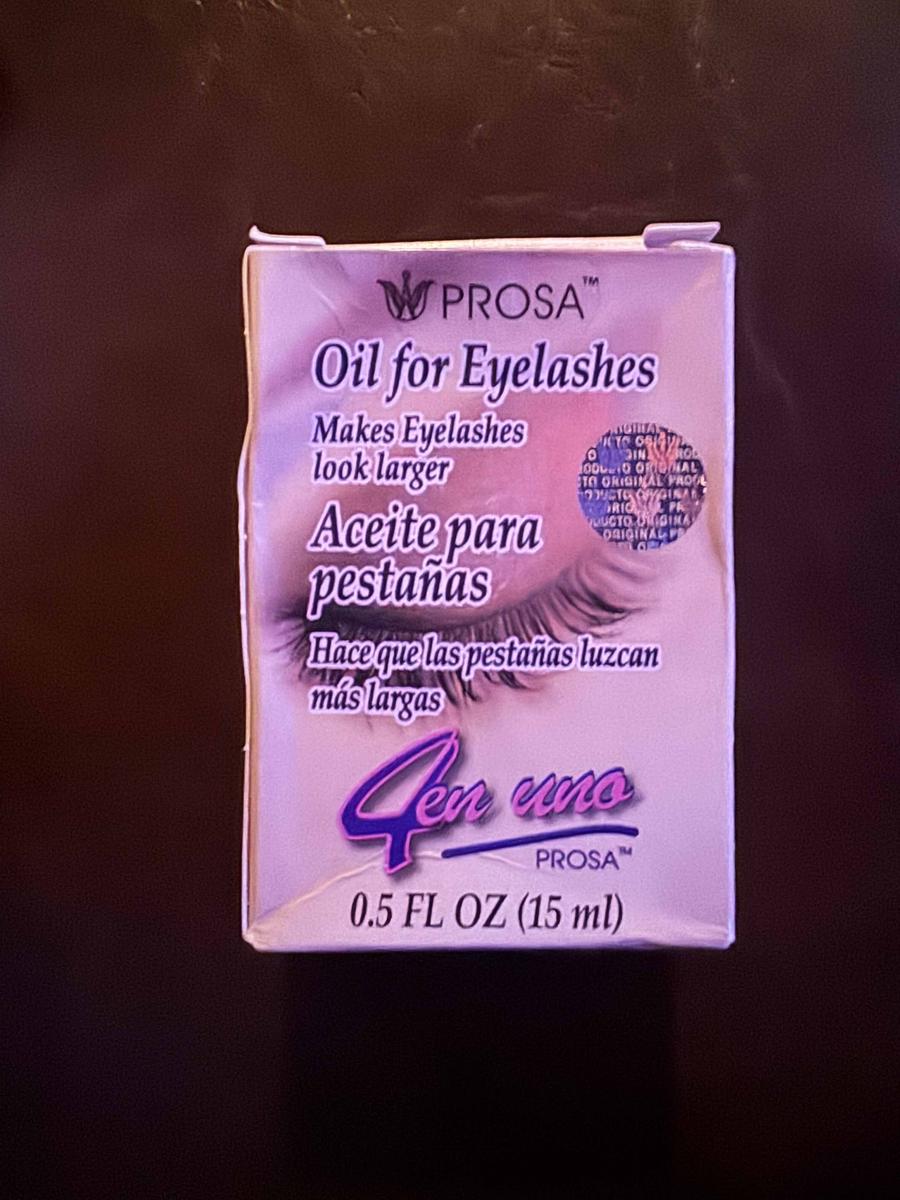 PROSA™
Oil for Eyelashes
Makes Eyelashes
look larger
Aceite para
pestañas
Hace que las pestañas luzcan
más largas
4en uno
PROSA™
0.5 FL OZ (15 ml)
ORIGINAL